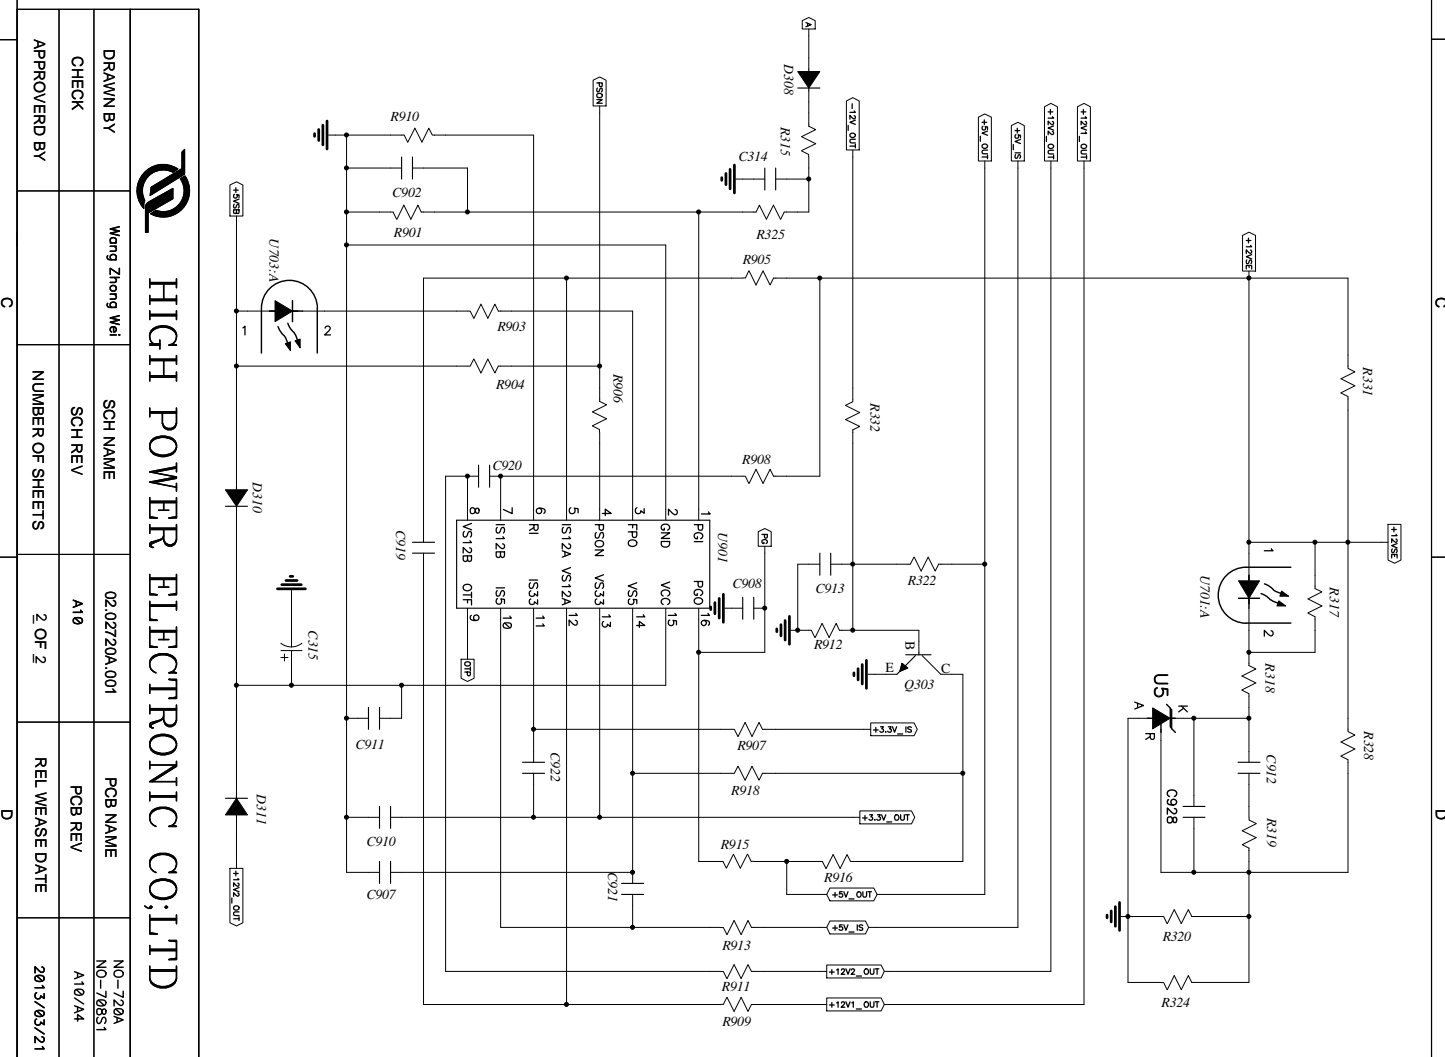 A
D308
R315
C314
R325
R910
C902
R901
PSON
-12V_OUT
+5V_OUT
+5V_IS
+12V2_OUT
+12V1_OUT
+12VSE
+5VSB
U703:A
1
2
R903
R904
R905
R906
R908
R332
R331
C920
C919
D310
8
7
6
5
4
3
2
1
VS12B
IS12B
RI
IS12A
PSON
FPO
GND
PGI
U901
OTF
IS5
IS33
VS12A
VS33
VS5
VCC
PGO
9
10
11
12
13
14
15
16
OTP
PG
C908
C913
R322
R912
B
E
C
Q303
+12VSE
1
2
U701:A
R317
R318
U5
K
A
R
C912
C928
R319
R328
R320
R324
C315
C911
C922
C910
C907
C921
D311
+12V2_OUT
R907
+3.3V_IS
R918
+3.3V_OUT
R915
R916
+5V_OUT
R913
+5V_IS
R911
+12V2_OUT
R909
+12V1_OUT
HIGH POWER ELECTRONIC CO;LTD
DRAWN BY
Wang Zhong Wei
SCH NAME
02.02720A.001
PCB NAME
NO-720A
NO-708S1
CHECK
SCH REV
A10
PCB REV
A10/A4
APPROVERD BY
NUMBER OF SHEETS
2 OF 2
REL WEASE DATE
2013/03/21
C
D
C
D